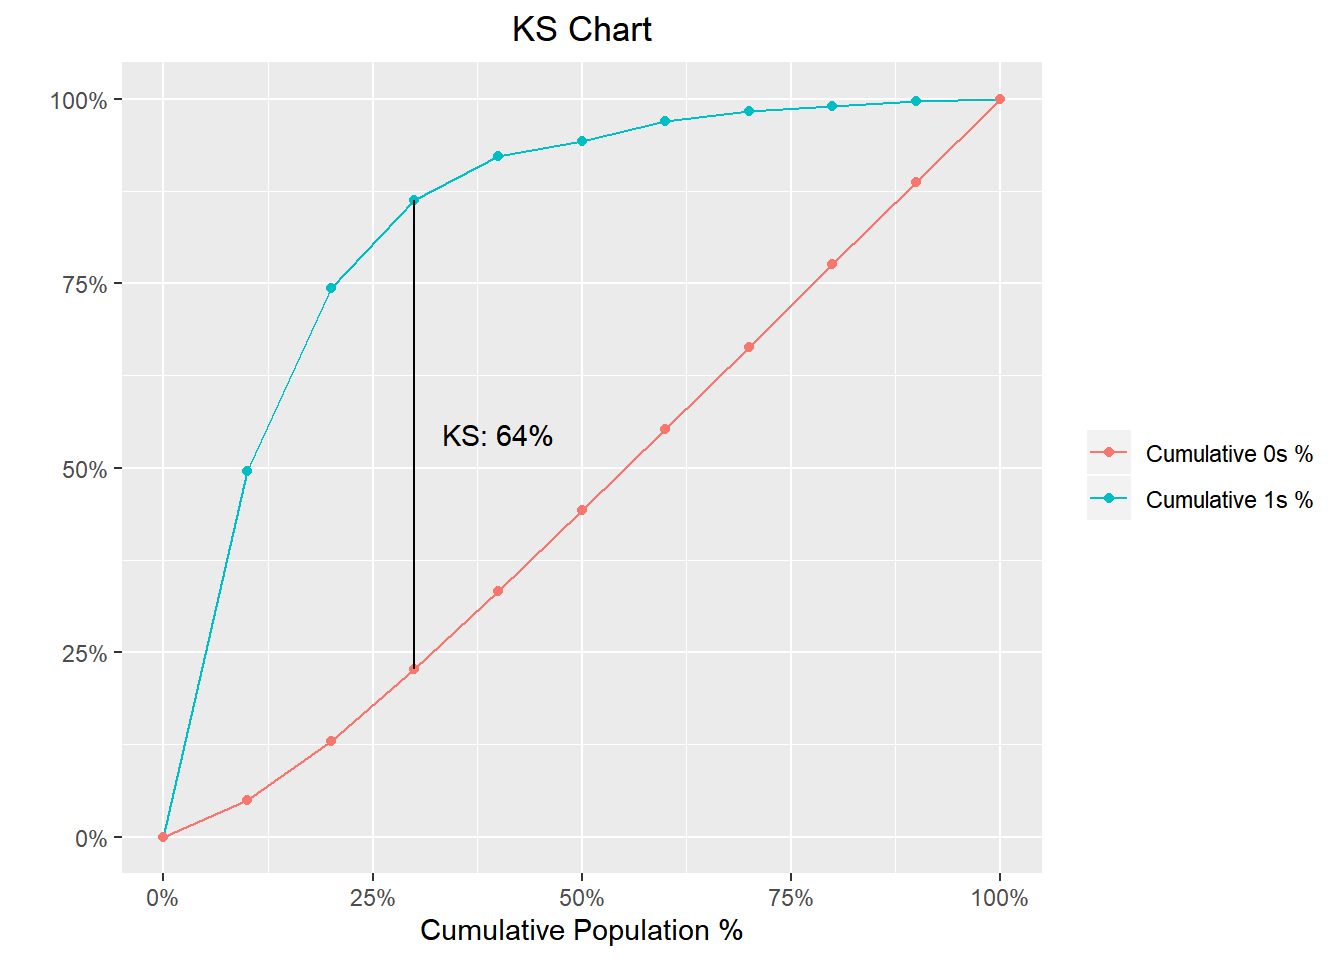 KS Chart
100%
75%
KS: 64%
50%
Cumulative 0s %
Cumulative 1s %
25%
0%
0% 25% 50% 75% 100%
Cumulative Population %